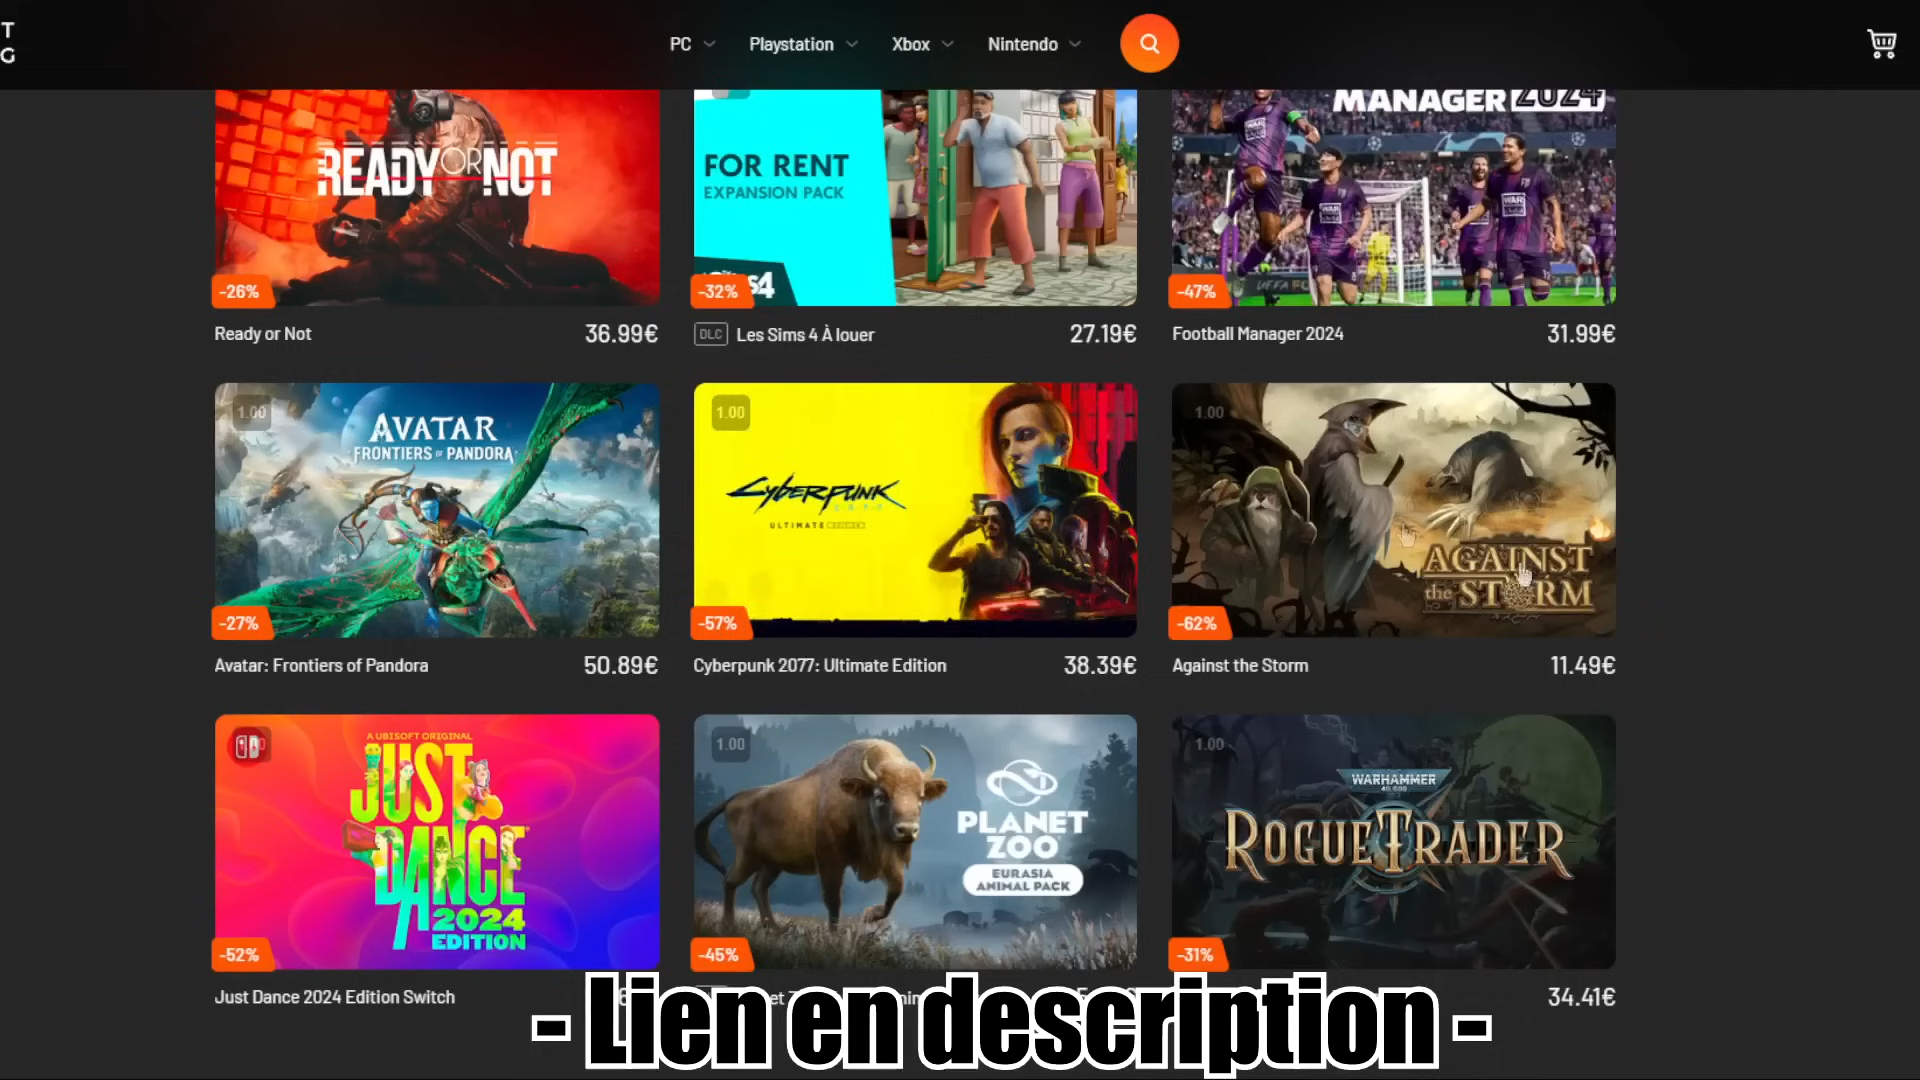 T
G
PC
Playstation
Xbox
Nintendo
READY OR NOT
-26%
Ready or Not
36.99€
FOR RENT
EXPANSION PACK
-32%
DLC
Les Sims 4 À louer
27.19€
MANAGER 2024
-47%
Football Manager 2024
31.99€
1.00
AVATAR
FRONTIERS OF PANDORA
-27%
Avatar: Frontiers of Pandora
50.89€
1.00
CYBERPUNK
ULTIMATE
-57%
Cyberpunk 2077: Ultimate Edition
38.39€
1.00
AGAINST
the STORM
-62%
Against the Storm
11.49€
A UBISOFT ORIGINAL
JUST
DANCE
2024
EDITION
-52%
Just Dance 2024 Edition Switch
1.00
PLANET
ZOO
EURASIA
ANIMAL PACK
-45%
1.00
WARHAMMER
40,000
ROGUE TRADER
-31%
34.41€
- Lien en description -